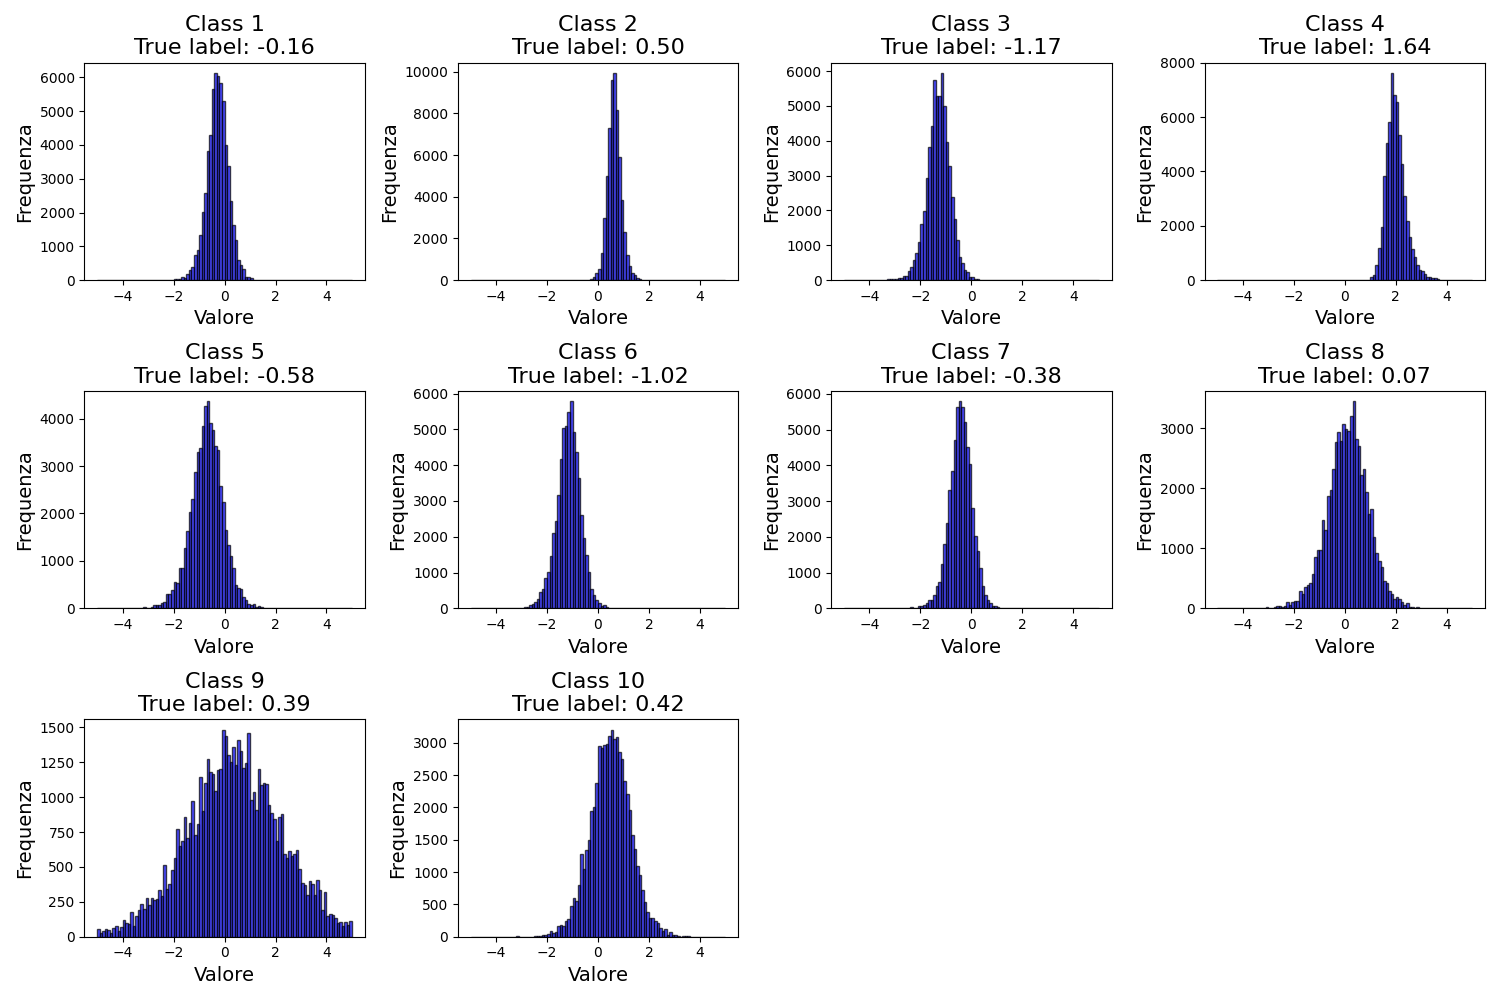 Class 1
True label: -0.16
Frequenza
6000
5000
4000
3000
2000
1000
0
−4 −2 0 2 4
Valore
Class 2
True label: 0.50
Frequenza
10000
8000
6000
4000
2000
0
−4 −2 0 2 4
Valore
Class 3
True label: -1.17
Frequenza
6000
5000
4000
3000
2000
1000
0
−4 −2 0 2 4
Valore
Class 4
True label: 1.64
Frequenza
8000
6000
4000
2000
0
−4 −2 0 2 4
Valore
Class 5
True label: -0.58
Frequenza
4000
3000
2000
1000
0
−4 −2 0 2 4
Valore
Class 6
True label: -1.02
Frequenza
6000
5000
4000
3000
2000
1000
0
−4 −2 0 2 4
Valore
Class 7
True label: -0.38
Frequenza
6000
5000
4000
3000
2000
1000
0
−4 −2 0 2 4
Valore
Class 8
True label: 0.07
Frequenza
3000
2000
1000
0
−4 −2 0 2 4
Valore
Class 9
True label: 0.39
Frequenza
1500
1250
1000
750
500
250
0
−4 −2 0 2 4
Valore
Class 10
True label: 0.42
Frequenza
3000
2500
2000
1500
1000
500
0
−4 −2 0 2 4
Valore